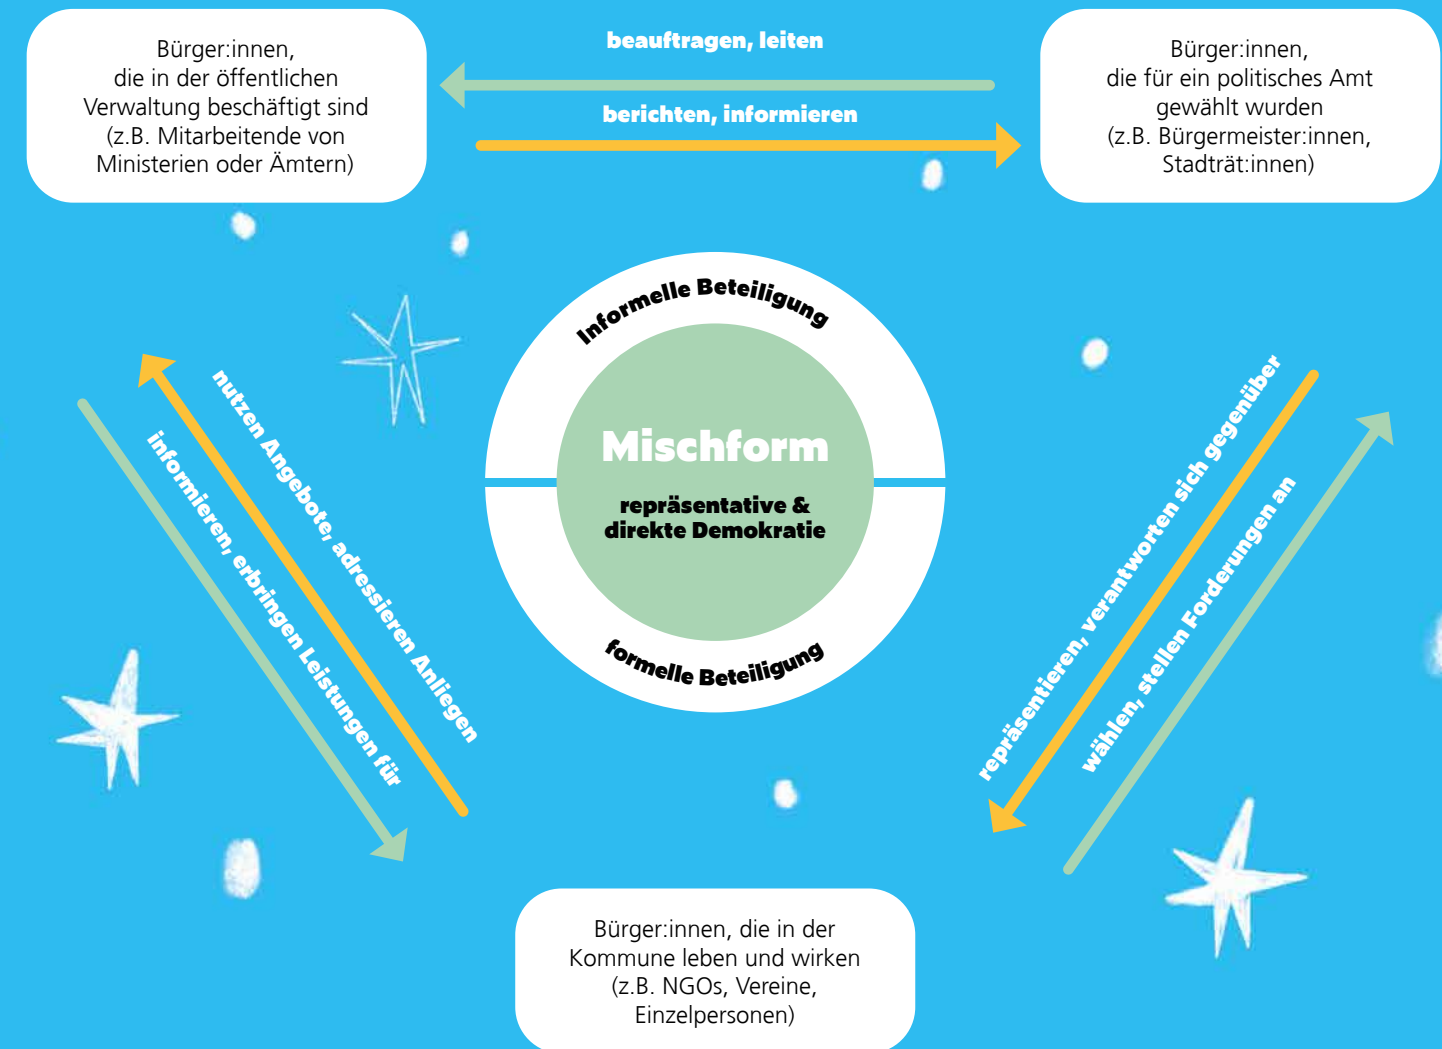 Bürger:innen,
die in der öffentlichen
Verwaltung beschäftigt sind
(z.B. Mitarbeitende von
Ministerien oder Ämtern)
beauftragen, leiten
berichten, informieren
Bürger:innen,
die für ein politisches Amt
gewählt wurden
(z.B. Bürgermeister:innen,
Stadträt:innen)
Informelle Beteiligung
Mischform
repräsentative &
direkte Demokratie
formelle Beteiligung
nutzen Angebote, adressieren Anliegen
informieren, erbringen Leistungen für
repräsentieren, verantworten sich gegenüber
wählen, stellen Forderungen an
Bürger:innen, die in der
Kommune leben und wirken
(z.B. NGOs, Vereine,
Einzelpersonen)